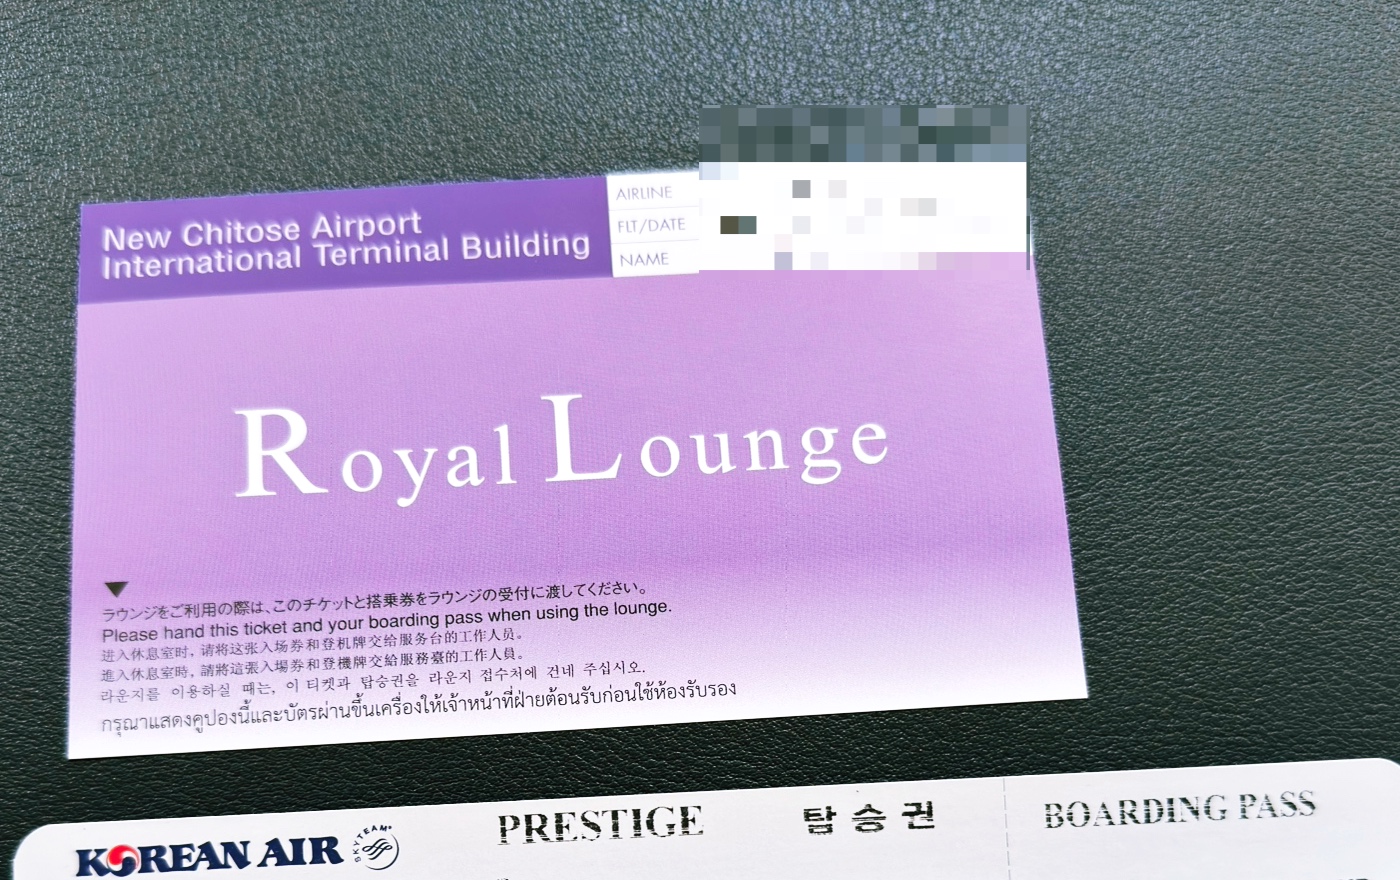 New Chitose Airport
International Terminal Building
AIRLINE
FLT/DATE
NAME
Royal Lounge
ラウンジをご利用の際は、このチケットと搭乗券をラウンジの受付に渡してください。
Please hand this ticket and your boarding pass when using the lounge.
进入休息室时，请将这张入场券和登机牌交给服务台的工作人员。
進入休息室時，請將這張入場券和登機牌交給服務臺的工作人員。
라운지를 이용하실 때는, 이 티켓과 탑승권을 라운지 접수처에 건네 주십시오.
กรุณาแสดงคูปองนี้และบัตรผ่านขึ้นเครื่องให้เจ้าหน้าที่ฝ่ายต้อนรับก่อนใช้ห้องรับรอง
KOREAN AIR
SKYTEAM
PRESTIGE
탑승권
BOARDING PASS